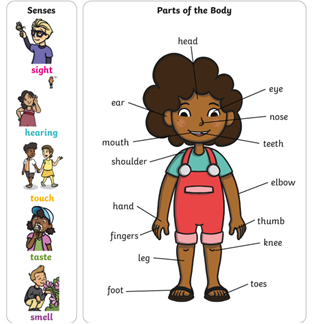 Senses
sight
hearing
touch
taste
smell
Parts of the Body
head
eye
ear
nose
mouth
teeth
shoulder
elbow
hand
thumb
fingers
knee
leg
foot
toes